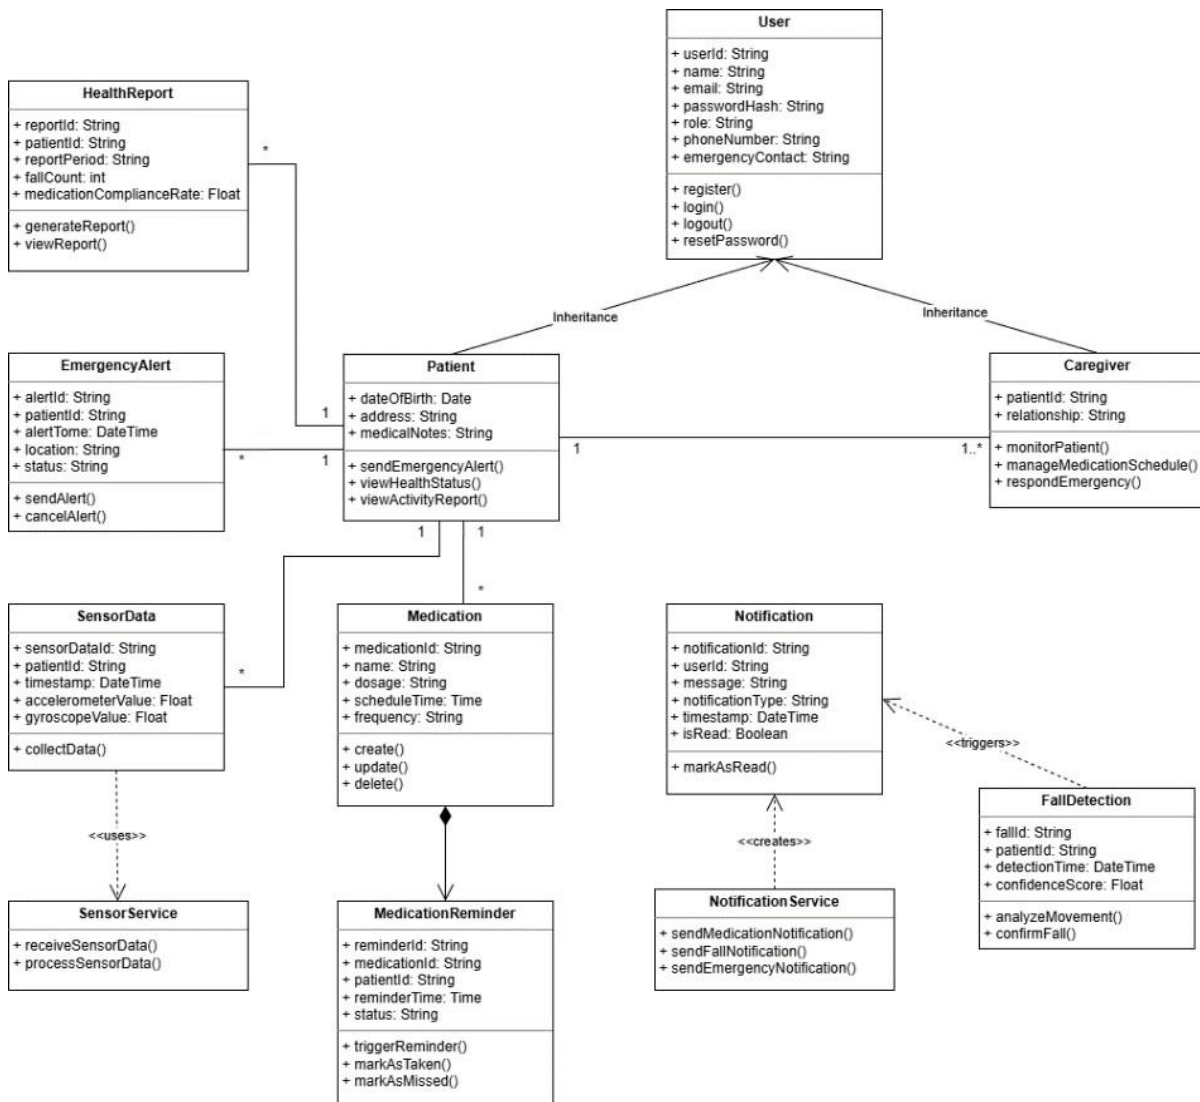 User
+ userId: String
+ name: String
+ email: String
+ passwordHash: String
+ role: String
+ phoneNumber: String
+ emergencyContact: String
+ register()
+ login()
+ logout()
+ resetPassword()
HealthReport
+ reportId: String
+ patientId: String
+ reportPeriod: String
+ fallCount: int
+ medicationComplianceRate: Float
+ generateReport()
+ viewReport()
*
1
Inheritance
Inheritance
EmergencyAlert
+ alertId: String
+ patientId: String
+ alertTome: DateTime
+ location: String
+ status: String
+ sendAlert()
+ cancelAlert()
*
1
Patient
+ dateOfBirth: Date
+ address: String
+ medicalNotes: String
+ sendEmergencyAlert()
+ viewHealthStatus()
+ viewActivityReport()
1
1..*
Caregiver
+ patientId: String
+ relationship: String
+ monitorPatient()
+ manageMedicationSchedule()
+ respondEmergency()
1
1
*
*
SensorData
+ sensorDataId: String
+ patientId: String
+ timestamp: DateTime
+ accelerometerValue: Float
+ gyroscopeValue: Float
+ collectData()
Medication
+ medicationId: String
+ name: String
+ dosage: String
+ scheduleTime: Time
+ frequency: String
+ create()
+ update()
+ delete()
Notification
+ notificationId: String
+ userId: String
+ message: String
+ notificationType: String
+ timestamp: DateTime
+ isRead: Boolean
+ markAsRead()
<<triggers>>
FallDetection
+ fallId: String
+ patientId: String
+ detectionTime: DateTime
+ confidenceScore: Float
+ analyzeMovement()
+ confirmFall()
<<uses>>
<<creates>>
SensorService
+ receiveSensorData()
+ processSensorData()
MedicationReminder
+ reminderId: String
+ medicationId: String
+ patientId: String
+ reminderTime: Time
+ status: String
+ triggerReminder()
+ markAsTaken()
+ markAsMissed()
NotificationService
+ sendMedicationNotification()
+ sendFallNotification()
+ sendEmergencyNotification()